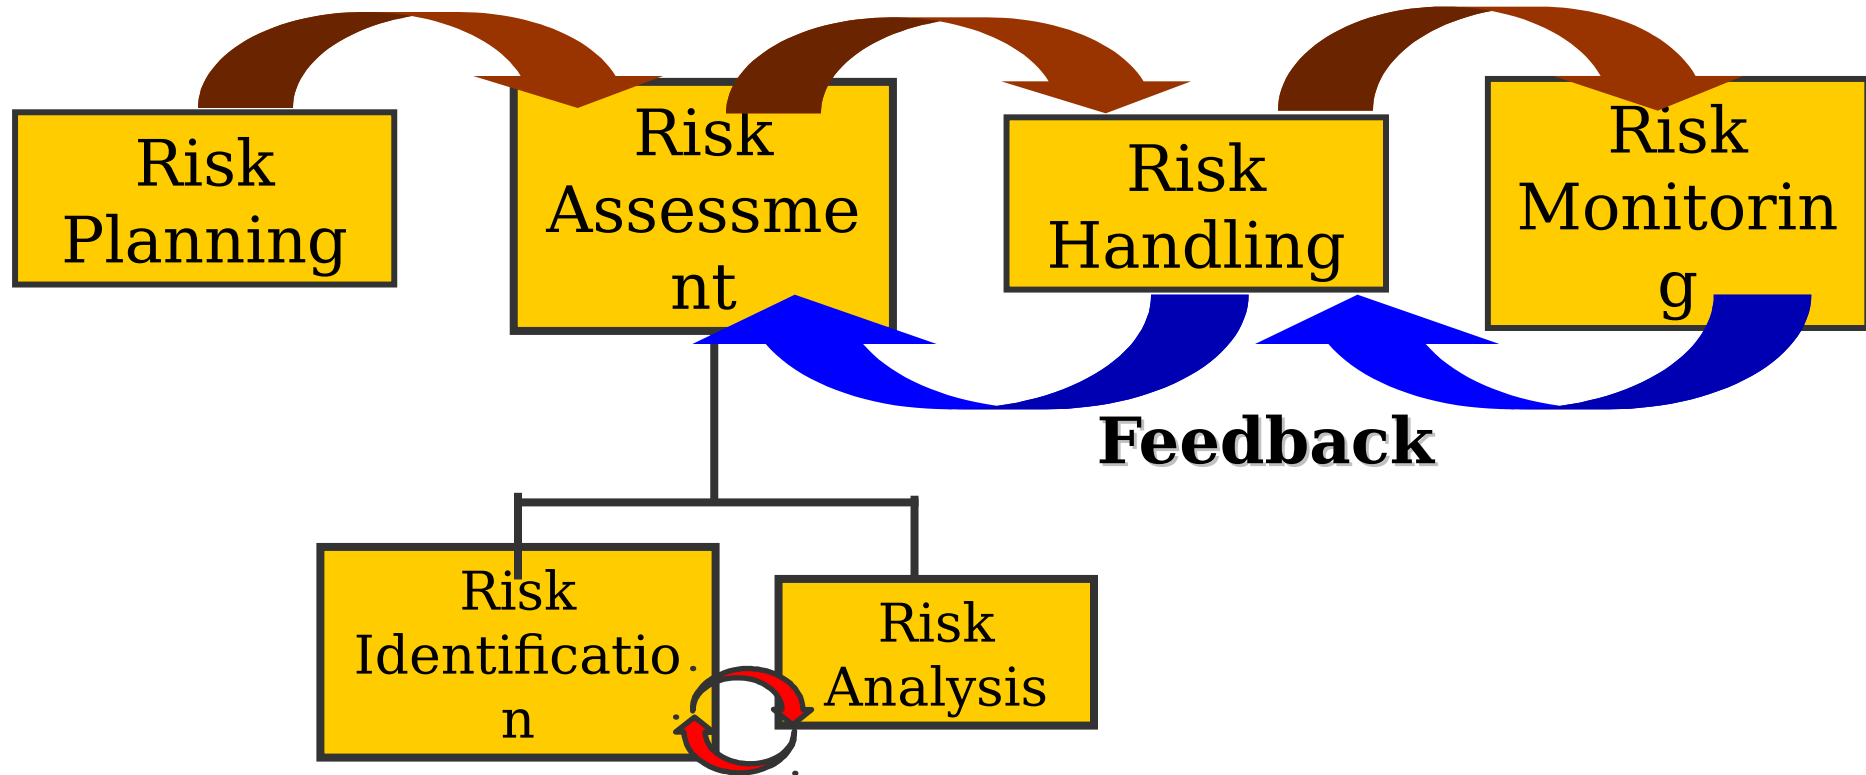 Risk
Planning
Risk
Assessme
nt
Risk
Handling
Risk
Monitorin
g
Feedback
Risk
Identificatio
n
Risk
Analysis